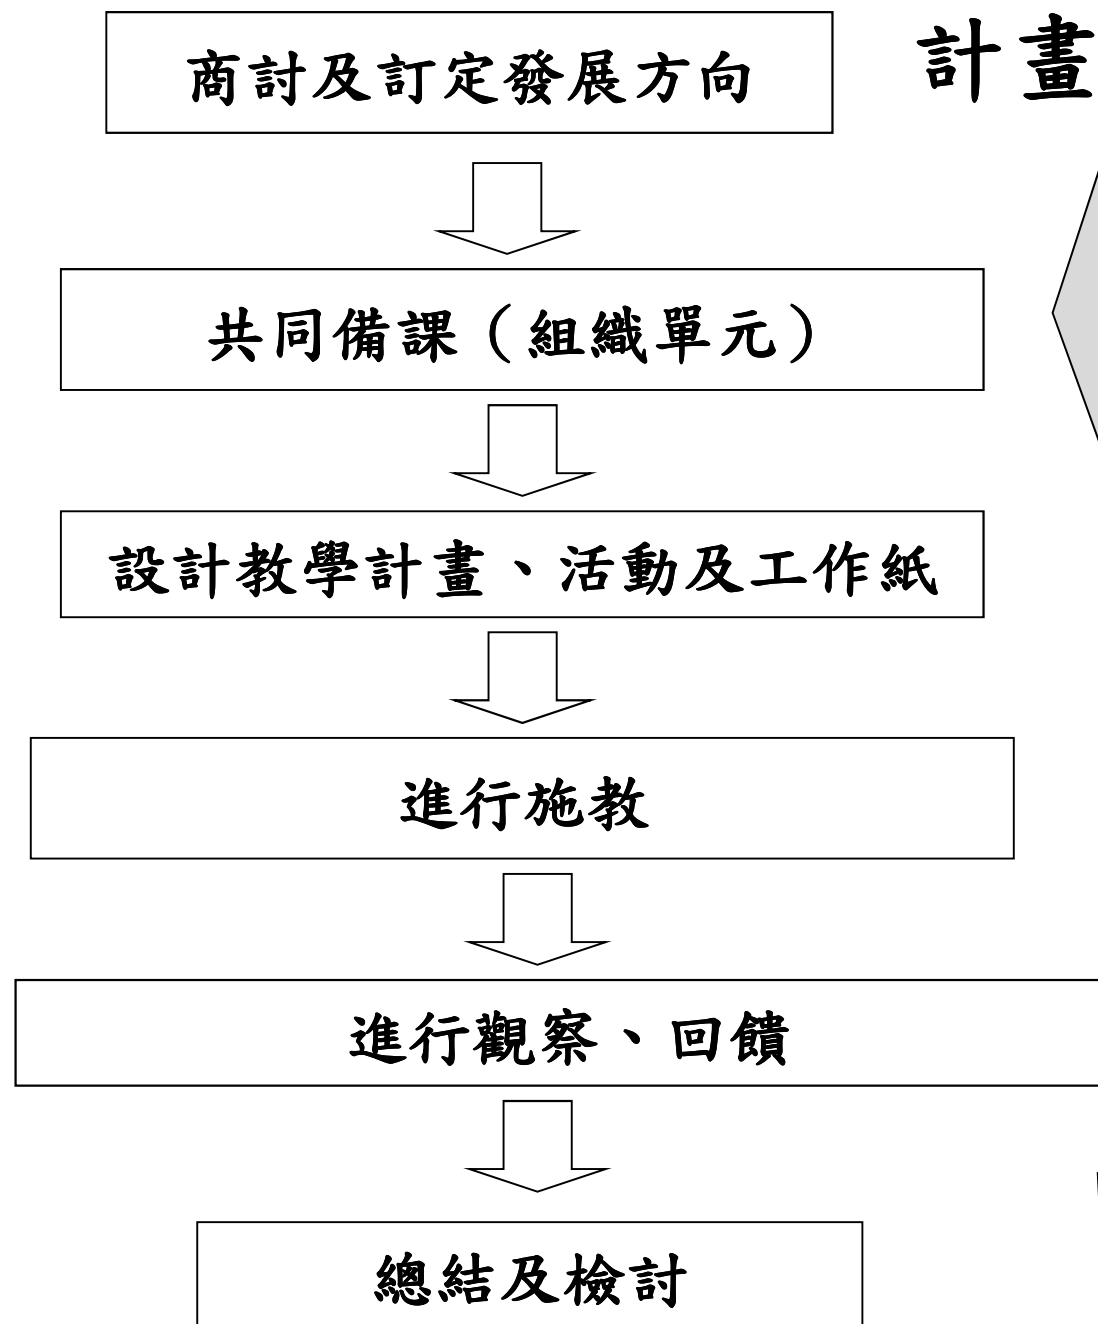 商討及訂定發展方向
計畫
共同備課（組織單元）
設計教學計畫、活動及工作紙
進行施教
進行觀察、回饋
總結及檢討